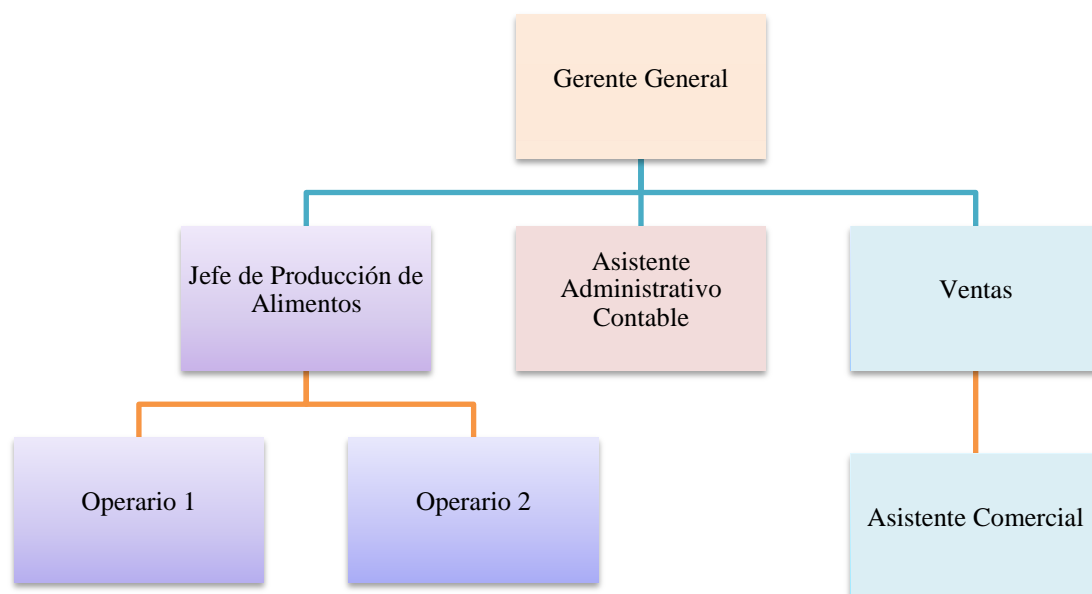 Gerente General
Jefe de Producción de
Alimentos
Asistente
Administrativo
Contable
Ventas
Operario 1
Operario 2
Asistente Comercial